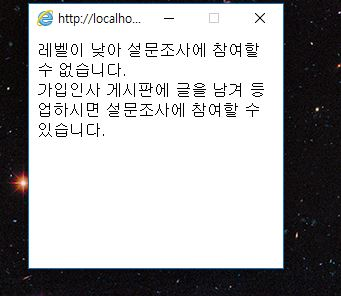 http://localho...
레벨이 낮아 설문조사에 참여할
수 없습니다.
가입인사 게시판에 글을 남겨 등
업하시면 설문조사에 참여할 수
있습니다.